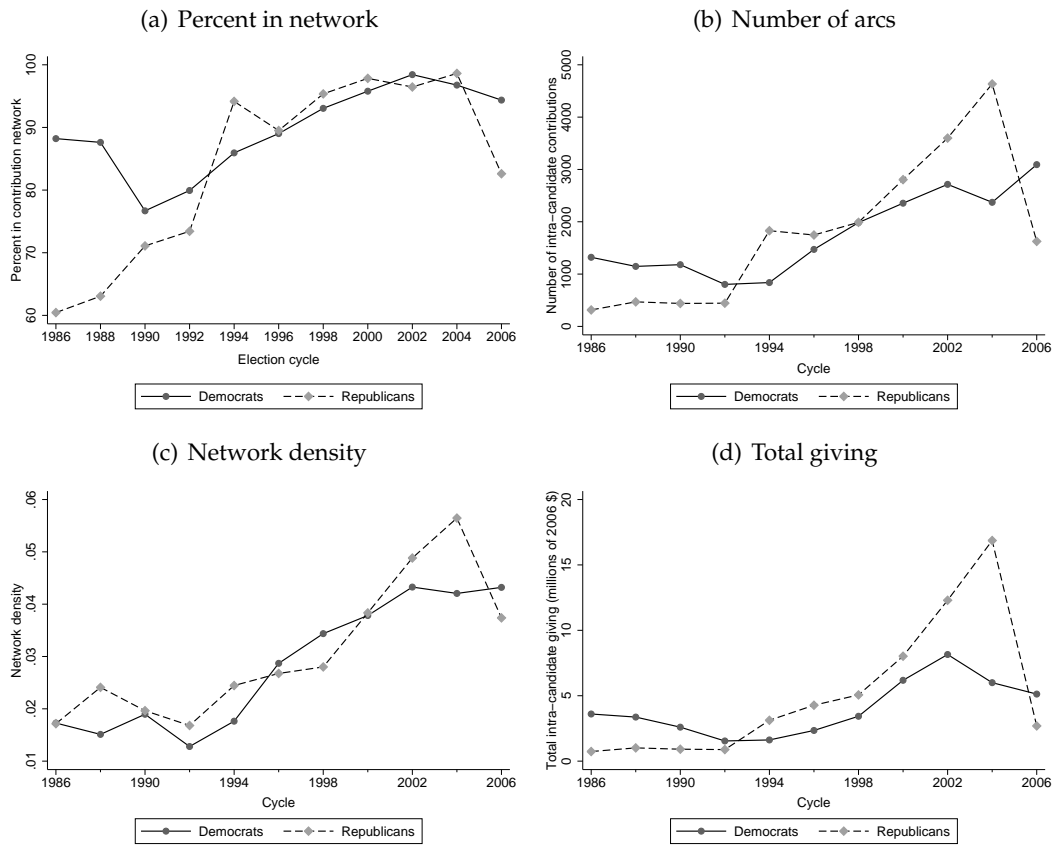 (a) Percent in network
Percent in contribution network
100
90
80
70
60
1986 1988 1990 1992 1994 1996 1998 2000 2002 2004 2006
Election cycle
Democrats Republicans
(b) Number of arcs
Number of intra−candidate contributions
5000
4000
3000
2000
1000
0
1986 1990 1994 1998 2002 2006
Cycle
Democrats Republicans
(c) Network density
Network density
.06
.05
.04
.03
.02
.01
1986 1990 1994 1998 2002 2006
Cycle
Democrats Republicans
(d) Total giving
Total intra−candidate giving (millions of 2006 $)
20
15
10
5
0
1986 1990 1994 1998 2002 2006
Cycle
Democrats Republicans